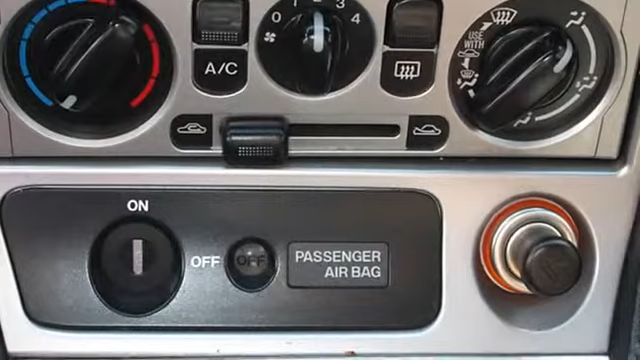 0 1 3 4
A/C
USE
WITH
ON
OFF OFF
PASSENGER
AIR BAG